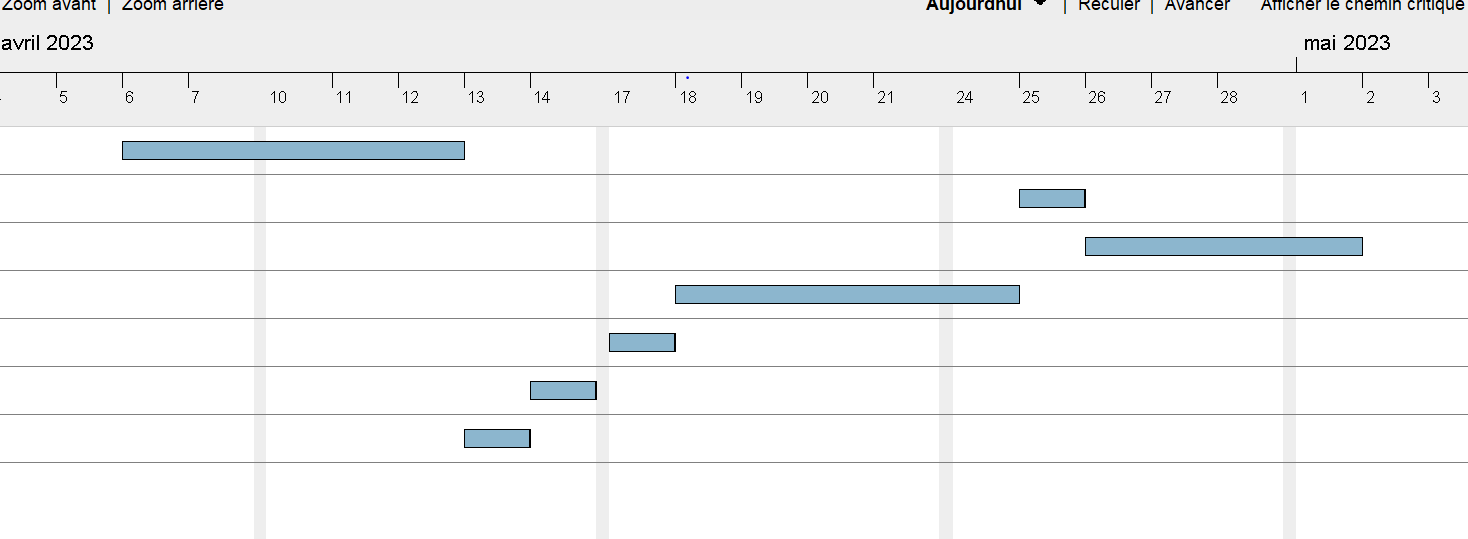 Zoom avant | Zoom arrière Aujourd'hui | Reculer | Avancer Afficher le chemin critique
avril 2023 mai 2023
5 6 7 10 11 12 13 14 17 18 19 20 21 24 25 26 27 28 1 2 3